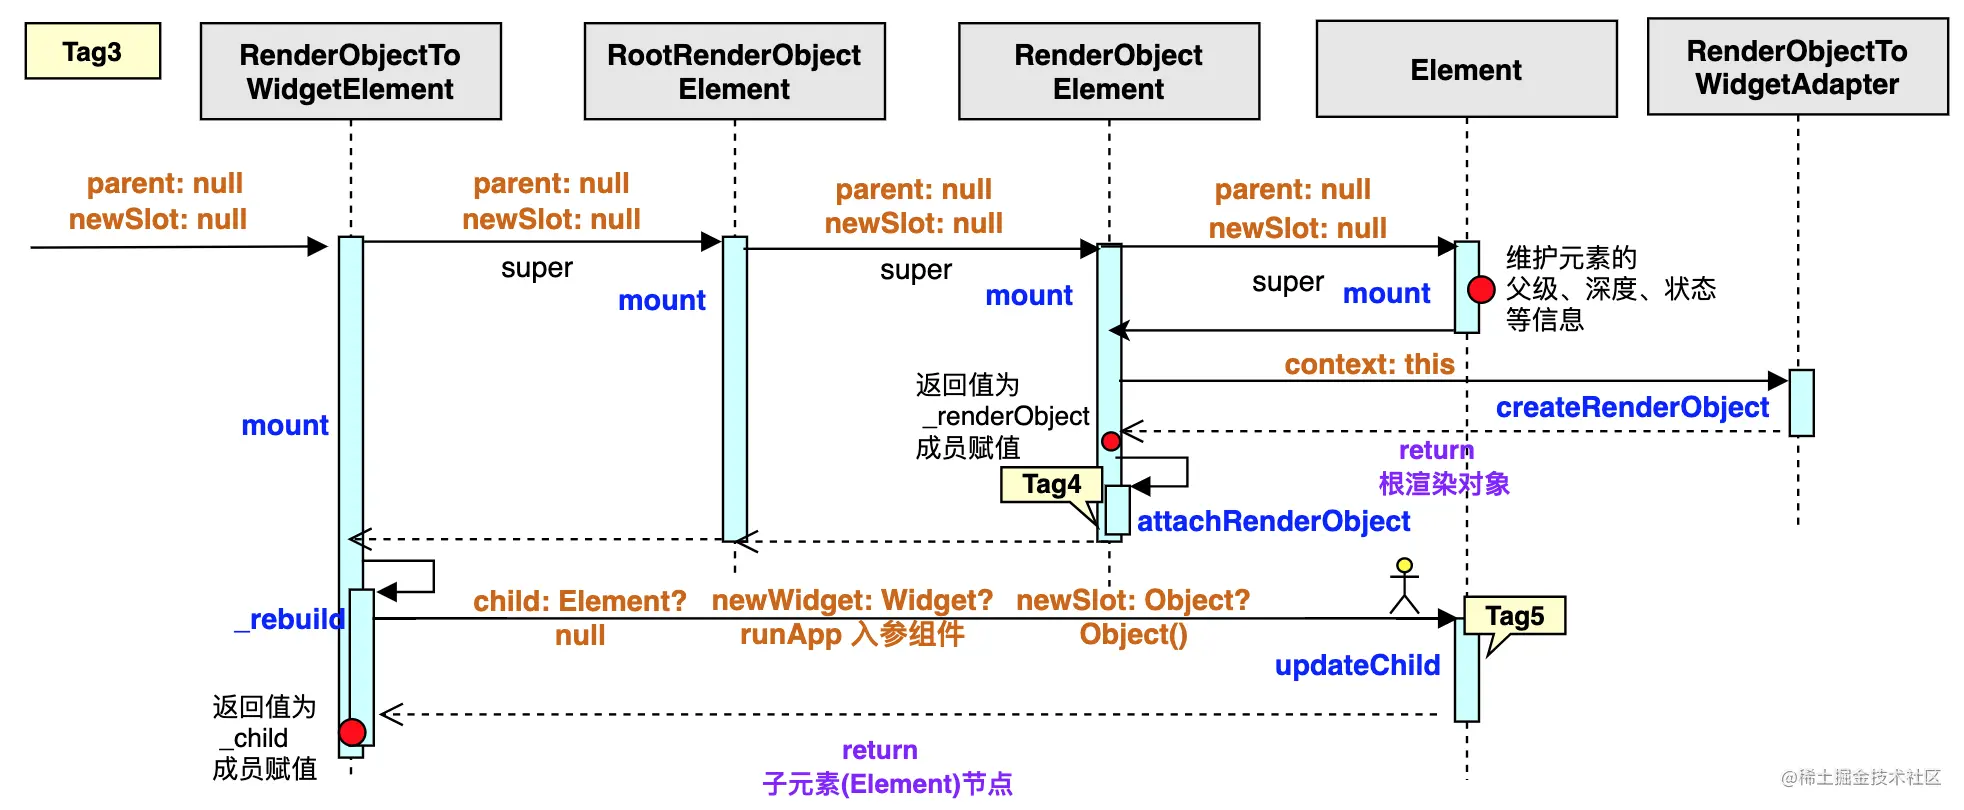 Tag3
RenderObjectTo
WidgetElement
RootRenderObject
Element
RenderObject
Element
Element
RenderObjectTo
WidgetAdapter
parent: null
newSlot: null
parent: null
newSlot: null
super
mount
parent: null
newSlot: null
super
mount
parent: null
newSlot: null
super
mount
维护元素的
父级、深度、状态
等信息
context: this
createRenderObject
return
根渲染对象
返回值为
_renderObject
成员赋值
Tag4
attachRenderObject
mount
_rebuild
child: Element?
null
newWidget: Widget?
runApp 入参组件
newSlot: Object?
Object()
Tag5
updateChild
返回值为
_child
成员赋值
return
子元素(Element)节点
@稀土掘金技术社区